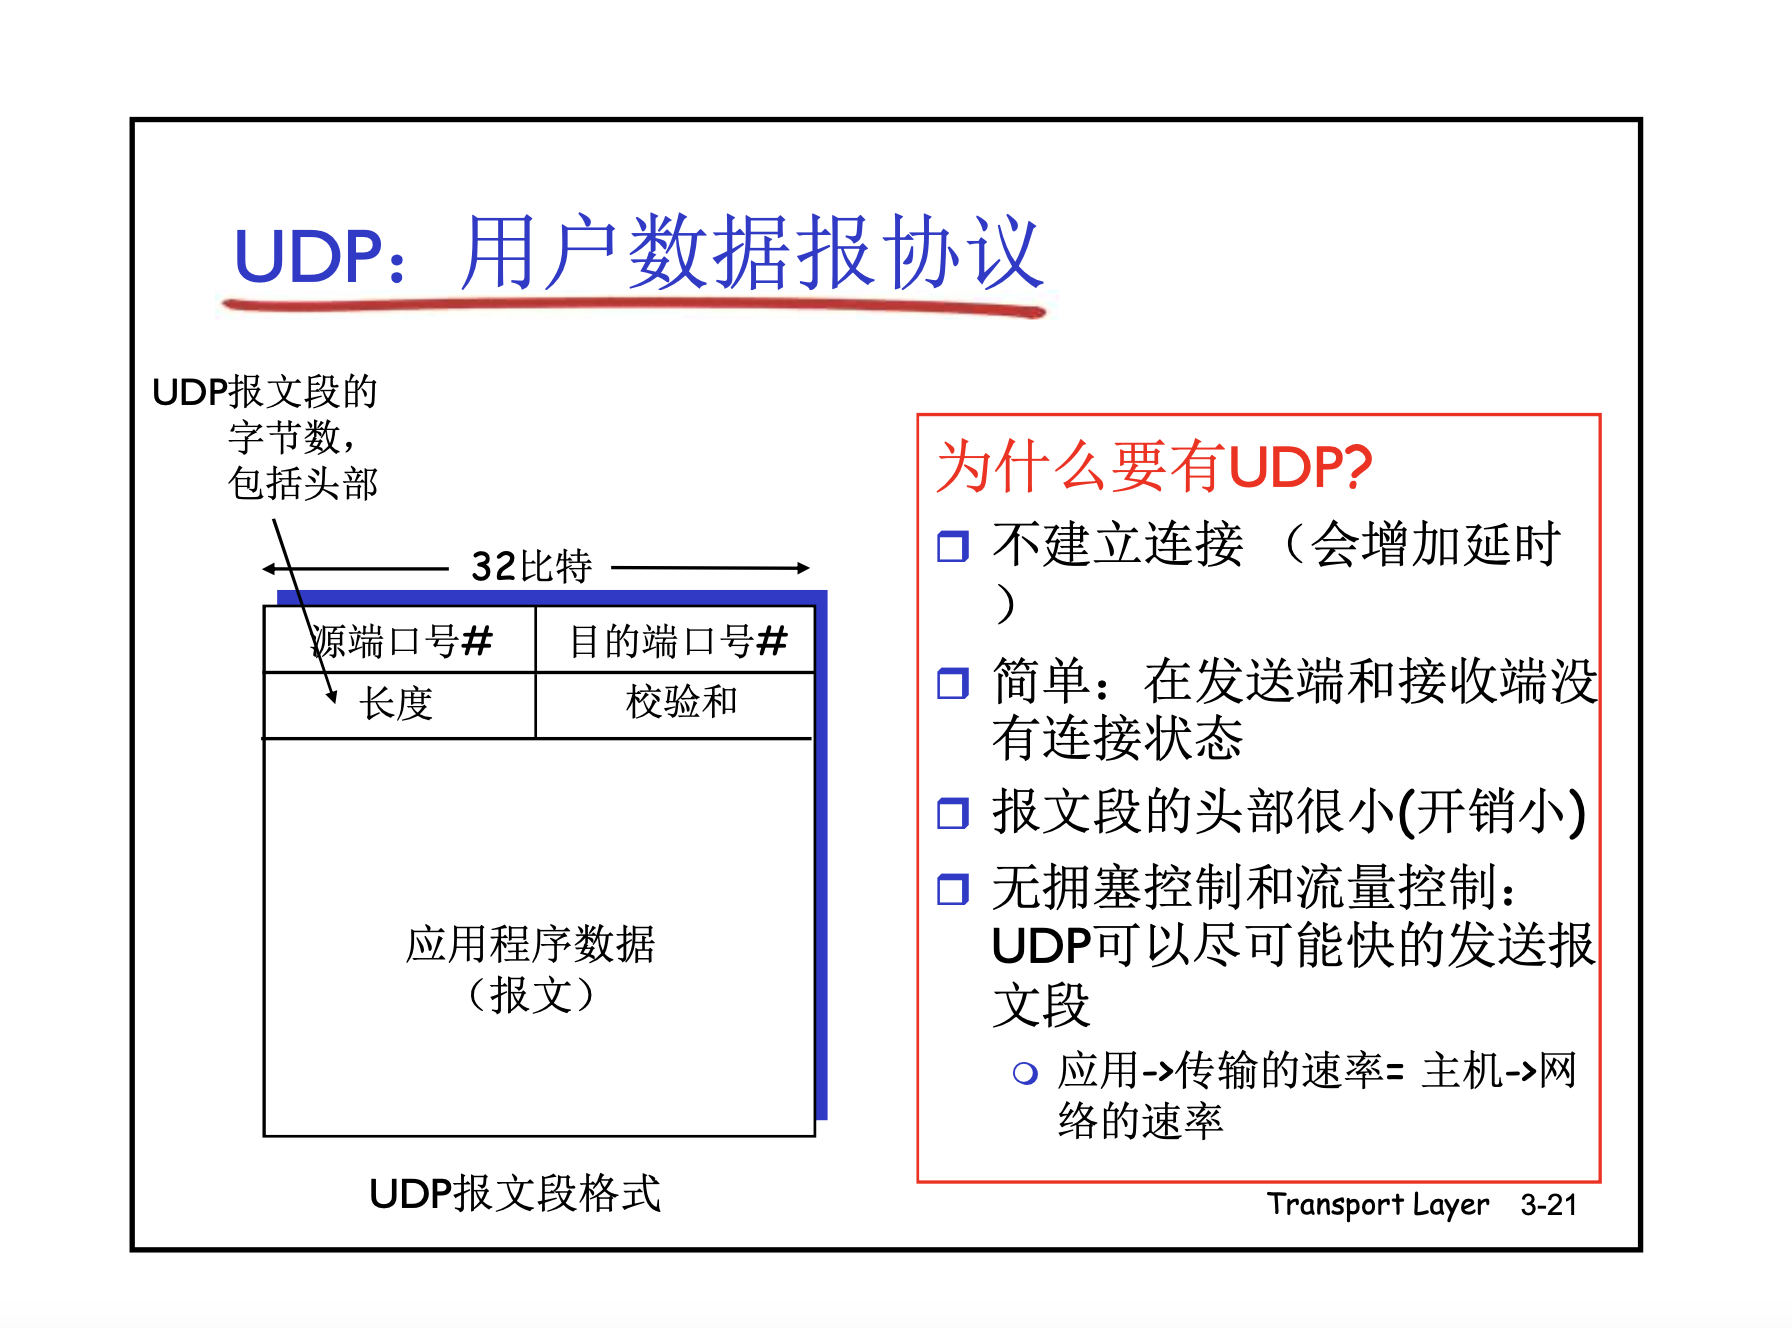 UDP：用户数据报协议
UDP报文段的
字节数，
包括头部
32比特
源端口号# 目的端口号#
长度 校验和
应用程序数据
（报文）
UDP报文段格式
为什么要有UDP?
不建立连接 （会增加延时
）
简单：在发送端和接收端没
有连接状态
报文段的头部很小(开销小)
无拥塞控制和流量控制：
UDP可以尽可能快的发送报
文段
应用->传输的速率= 主机->网
络的速率
Transport Layer 3-21